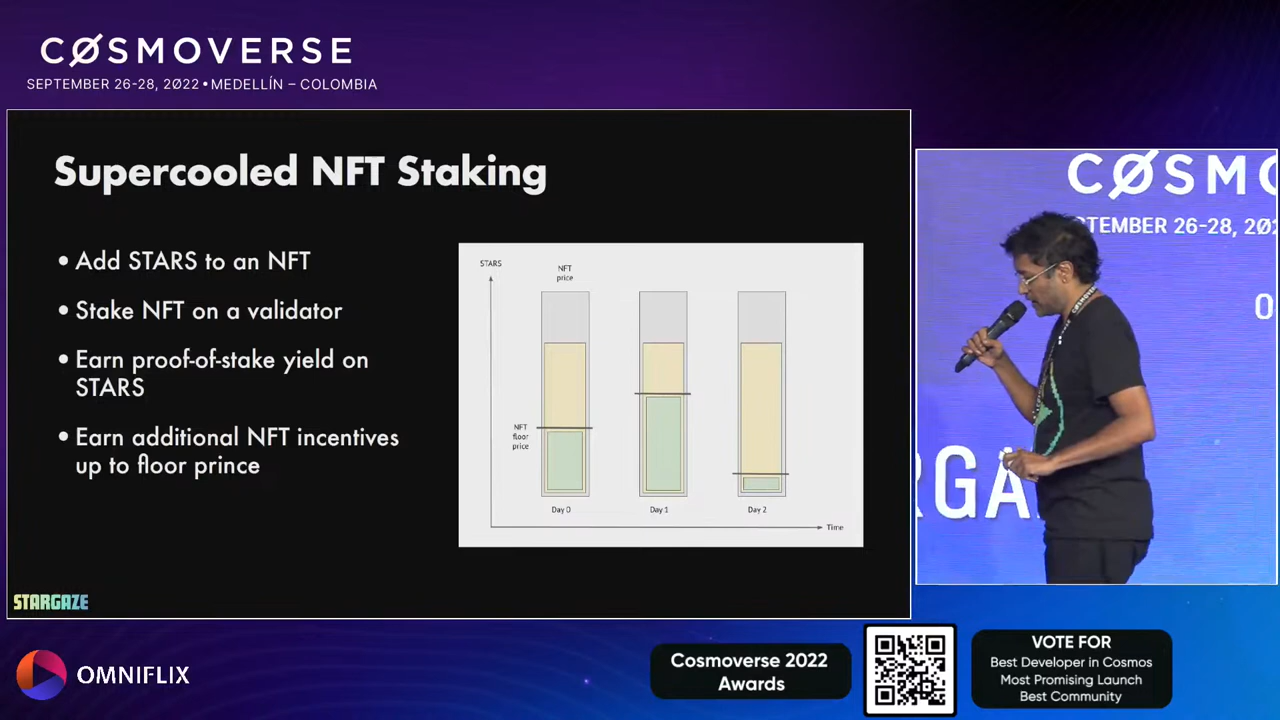 CØSMOVERSE
SEPTEMBER 26-28, 2Ø22 • MEDELLÍN – COLOMBIA
Supercooled NFT Staking
• Add STARS to an NFT
• Stake NFT on a validator
• Earn proof-of-stake yield on
STARS
• Earn additional NFT incentives
up to floor prince
STARS
NFT
price
NFT
floor
price
Day 0
Day 1
Day 2
Time
STARGAZE
CØSMO
TEMBER 26-28, 202
O
RGA
OMNIFLIX
Cosmoverse 2022
Awards
VOTE FOR
Best Developer in Cosmos
Most Promising Launch
Best Community